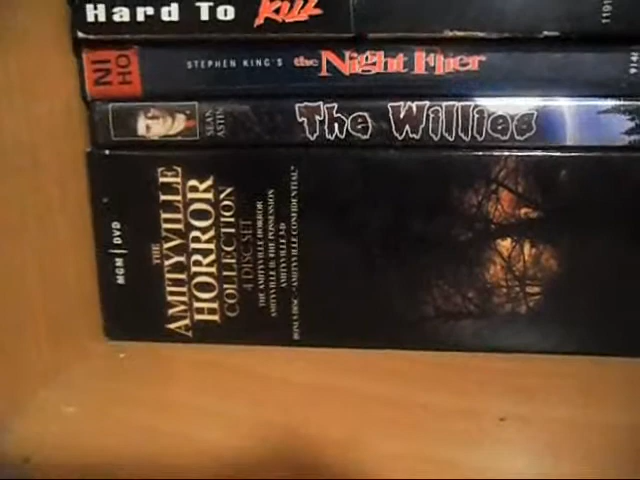 Hard To Kill
NI
HO
STEPHEN KING'S the Night Flier
SEAN
ASTIN
The Willies
MGM DVD
THE
AMITYVILLE
HORROR
COLLECTION
4 DISC SET
THE AMITYVILLE HORROR
AMITYVILLE II: THE POSSESSION
AMITYVILLE 3-D
BONUS DISC: "AMITYVILLE CONFIDENTIAL"